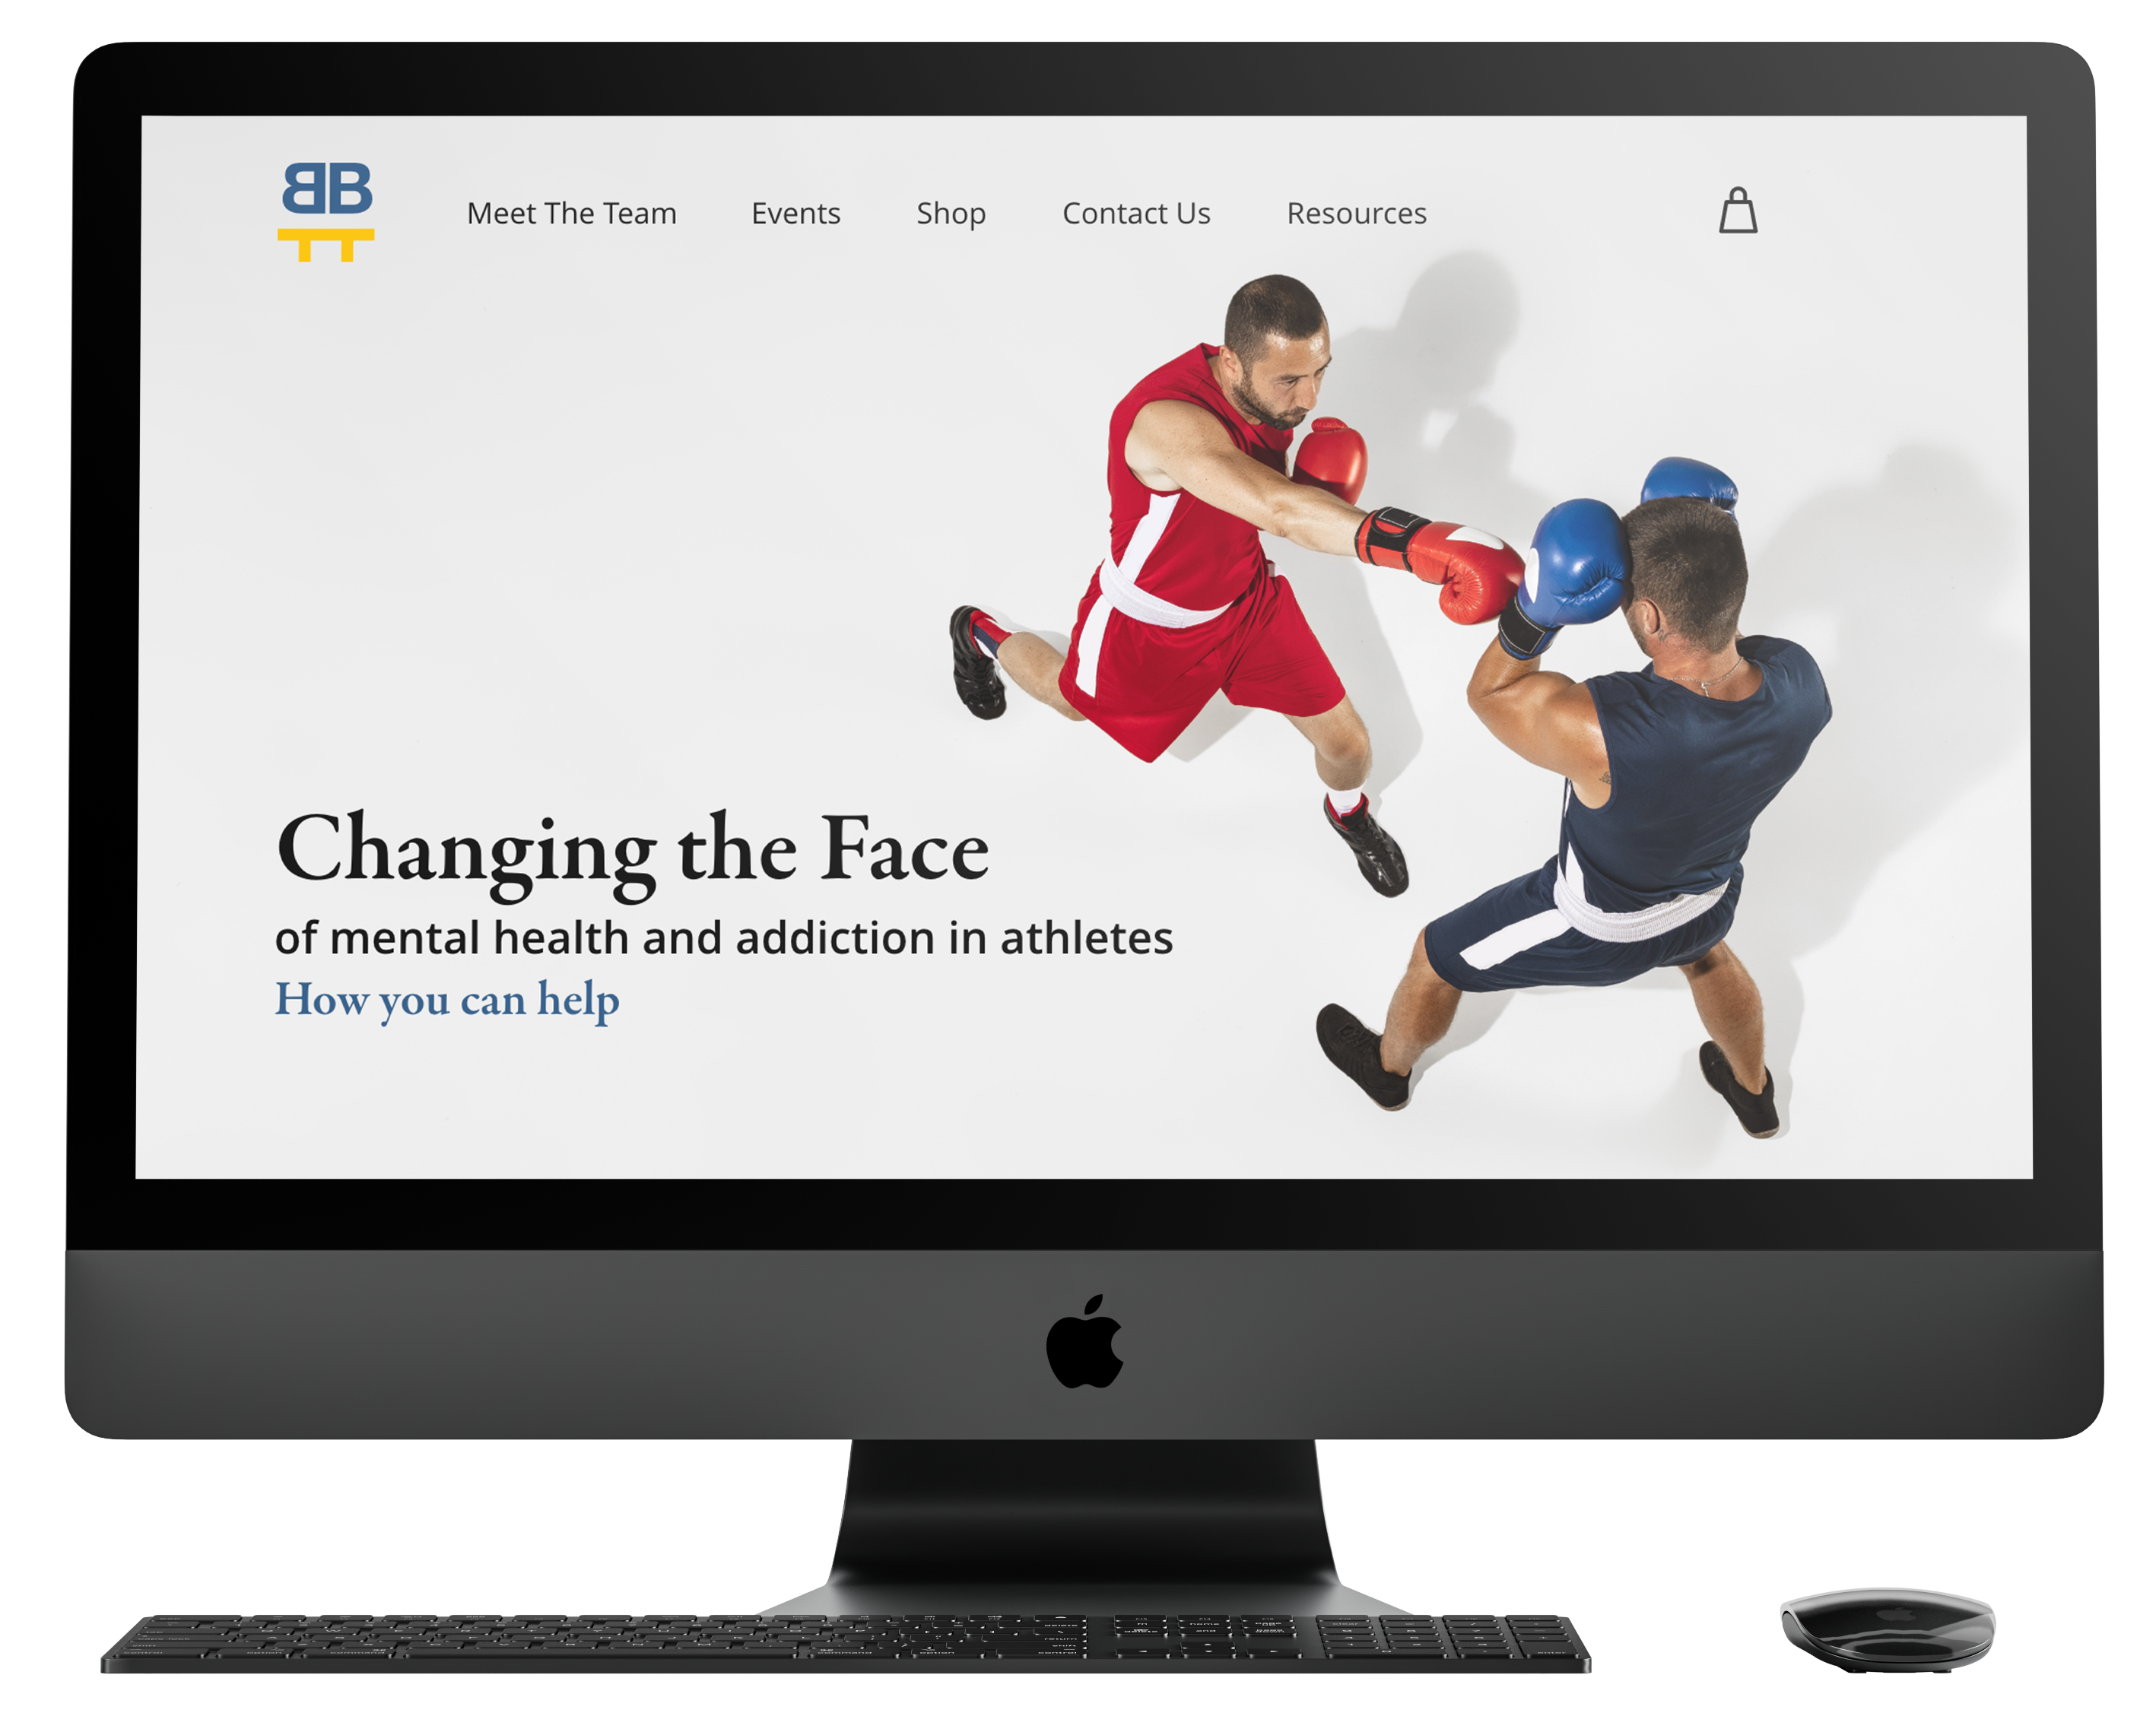 BB
Meet The Team Events Shop Contact Us Resources
Changing the Face
of mental health and addiction in athletes
How you can help